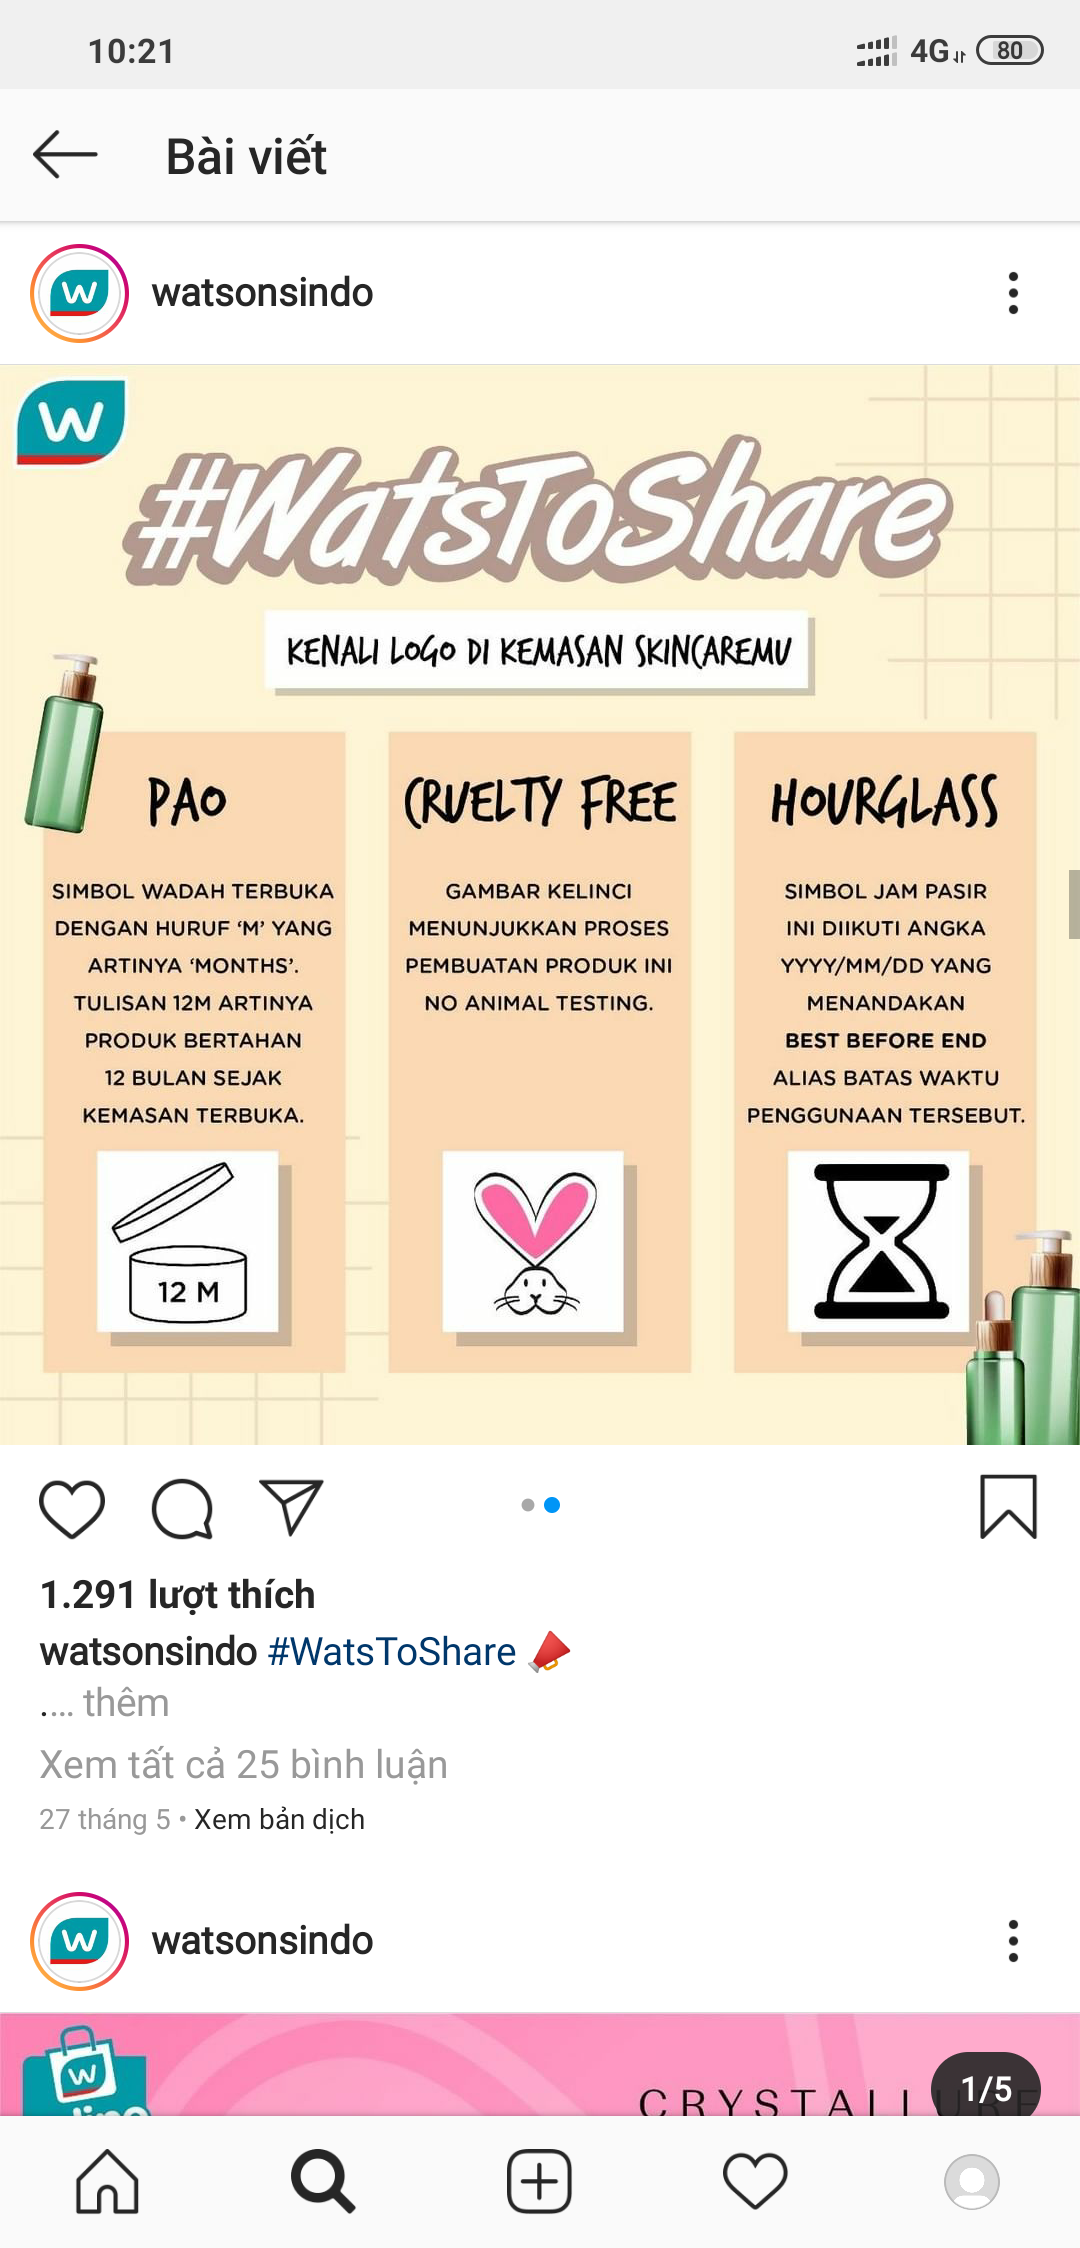 10:21
4G 80
Bài viết
watsonsindo
W
#WatsToShare
KENALI LOGO DI KEMASAN SKINCAREMU
PAO
SIMBOL WADAH TERBUKA
DENGAN HURUF ‘M’ YANG
ARTINYA ‘MONTHS’.
TULISAN 12M ARTINYA
PRODUK BERTAHAN
12 BULAN SEJAK
KEMASAN TERBUKA.
12 M
CRUELTY FREE
GAMBAR KELINCI
MENUNJUKKAN PROSES
PEMBUATAN PRODUK INI
NO ANIMAL TESTING.
HOURGLASS
SIMBOL JAM PASIR
INI DIIKUTI ANGKA
YYYY/MM/DD YANG
MENANDAKAN
BEST BEFORE END
ALIAS BATAS WAKTU
PENGGUNAAN TERSEBUT.
1.291 lượt thích
watsonsindo #WatsToShare
.... thêm
Xem tất cả 25 bình luận
27 tháng 5 • Xem bản dịch
watsonsindo
W
CRYSTALLURE
1/5